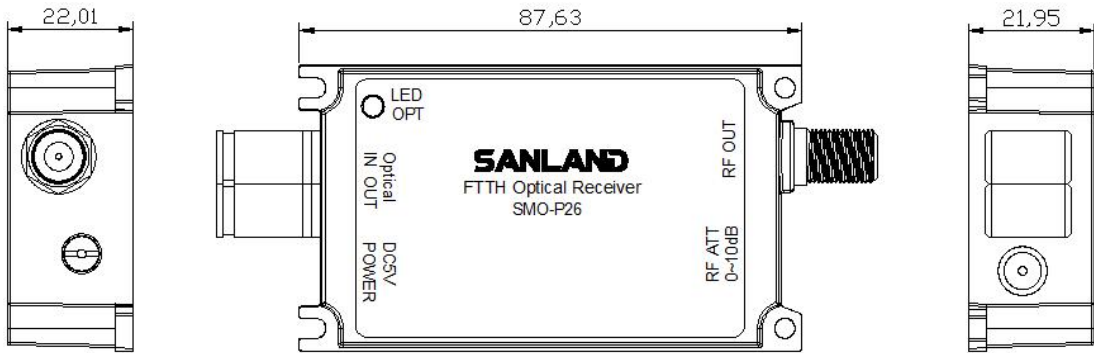 22,01
87,63
21,95
LED
OPT
Optical
IN OUT
DC5V
POWER
SANLAND
FTTH Optical Receiver
SMO-P26
RF OUT
RF ATT
0~10dB